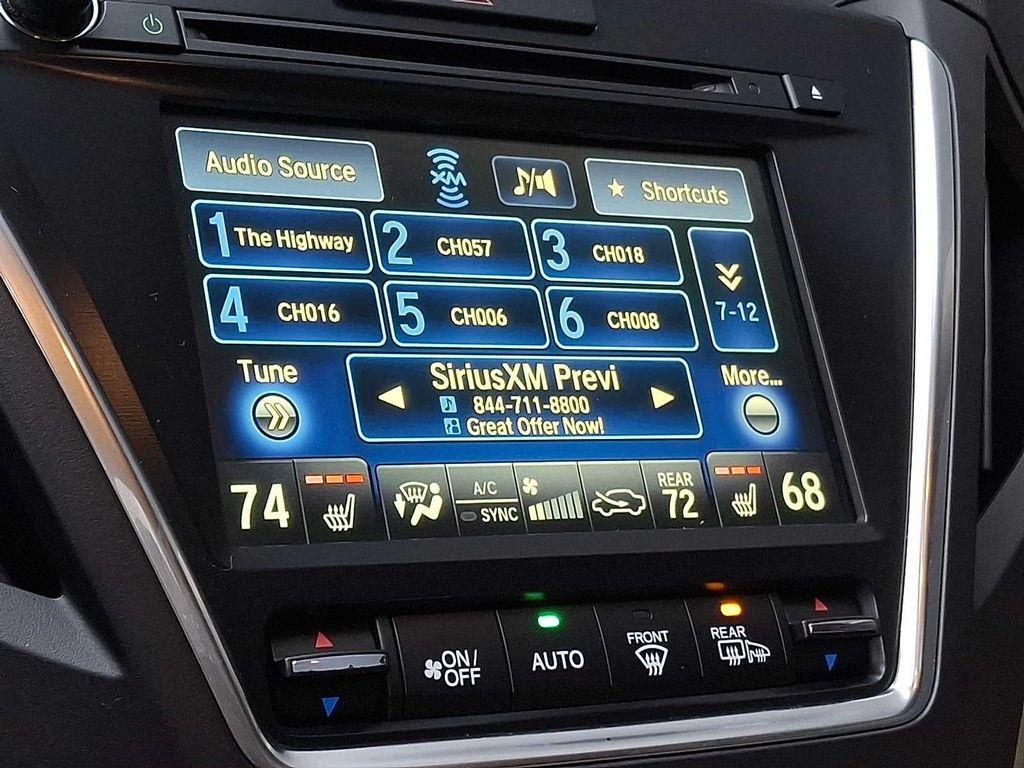 Audio Source
XM
Shortcuts
1 The Highway
2 CH057
3 CH018
7-12
4 CH016
5 CH006
6 CH008
Tune
SiriusXM Previ
844-711-8800
Great Offer Now!
More...
74
A/C
SYNC
REAR
72
68
ON/
OFF
AUTO
FRONT
REAR